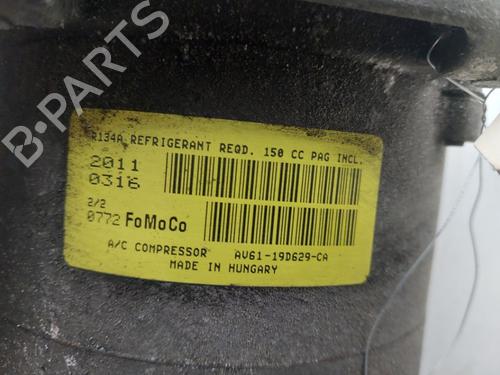 R134A REFRIGERANT REQD. 150 CC PAG INCL.
2011
0316
2/2
0772 FoMoCo
A/C COMPRESSOR AV61-19D629-CA
MADE IN HUNGARY
B-PARTS